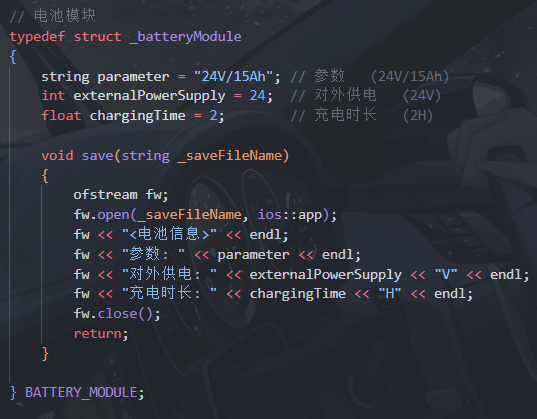 // 电池模块
typedef struct _batteryModule
{
    string parameter = "24V/15Ah"; // 参数   (24V/15Ah)
    int externalPowerSupply = 24;  // 对外供电   (24V)
    float chargingTime = 2;        // 充电时长   (2H)

    void save(string _saveFileName)
    {
        ofstream fw;
        fw.open(_saveFileName, ios::app);
        fw << "<电池信息>" << endl;
        fw << "参数: " << parameter << endl;
        fw << "对外供电: " << externalPowerSupply << "V" << endl;
        fw << "充电时长: " << chargingTime << "H" << endl;
        fw.close();
        return;
    }

} BATTERY_MODULE;